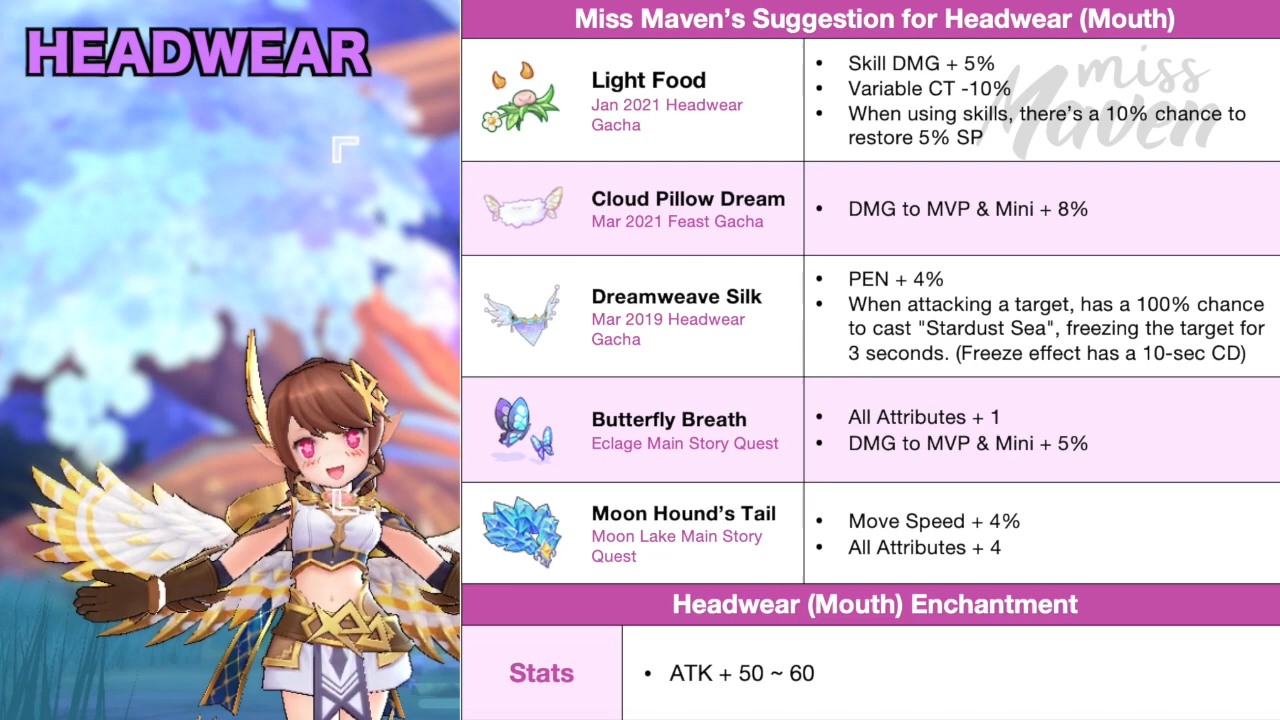 HEADWEAR
Miss Maven's Suggestion for Headwear (Mouth)
miss
Maven
Light Food
Jan 2021 Headwear
Gacha
• Skill DMG + 5%
• Variable CT -10%
• When using skills, there's a 10% chance to
restore 5% SP
Cloud Pillow Dream
Mar 2021 Feast Gacha
• DMG to MVP & Mini + 8%
Dreamweave Silk
Mar 2019 Headwear
Gacha
• PEN + 4%
• When attacking a target, has a 100% chance
to cast "Stardust Sea", freezing the target for
3 seconds. (Freeze effect has a 10-sec CD)
Butterfly Breath
Eclage Main Story Quest
• All Attributes + 1
• DMG to MVP & Mini + 5%
Moon Hound's Tail
Moon Lake Main Story
Quest
• Move Speed + 4%
• All Attributes + 4
Headwear (Mouth) Enchantment
Stats
• ATK + 50 ~ 60